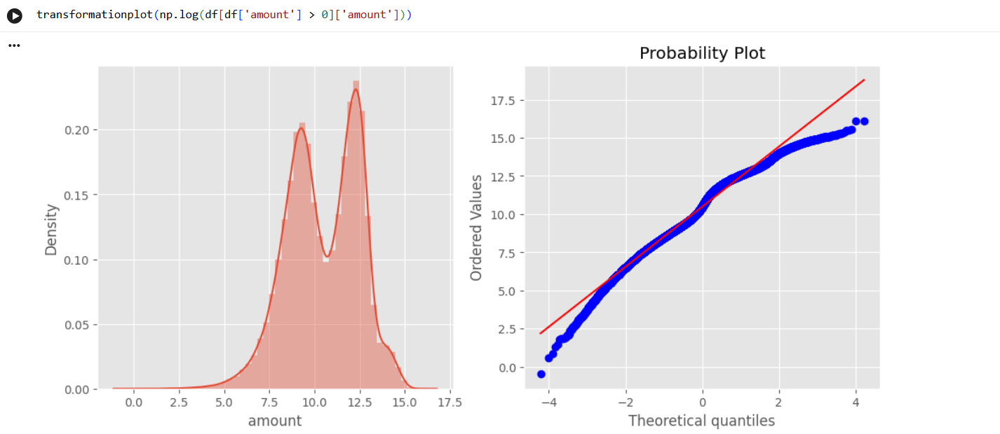 transformationplot(np.log(df[df['amount'] > 0]['amount']))
Probability Plot
0.20
0.15
0.10
0.05
0.00
Density
0.0 2.5 5.0 7.5 10.0 12.5 15.0 17.5
amount
17.5
15.0
12.5
10.0
7.5
5.0
2.5
0.0
Ordered Values
−4 −2 0 2 4
Theoretical quantiles